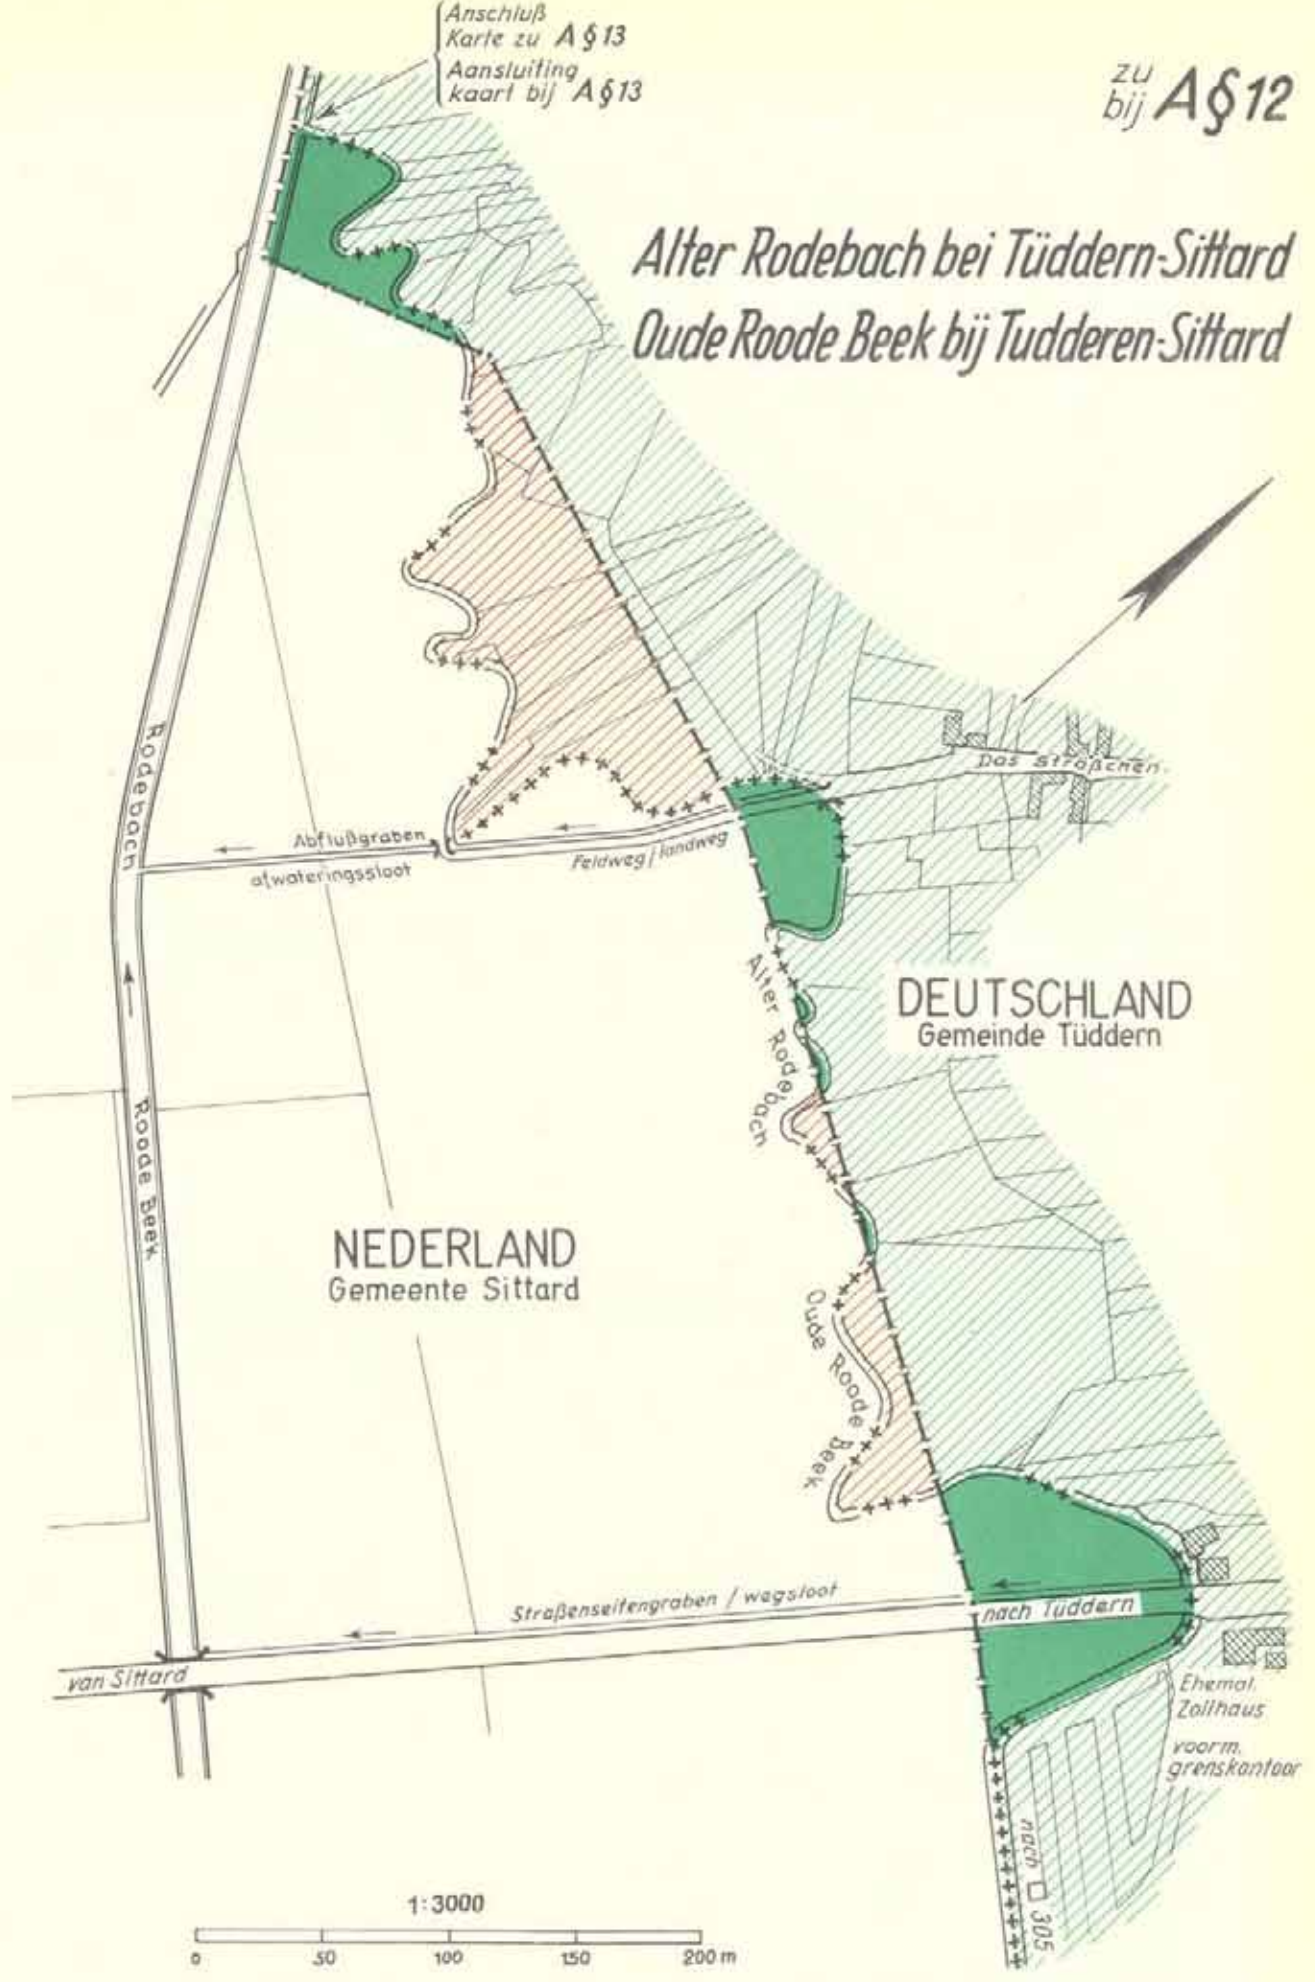 Anschluß
Karte zu A§13
Aansluiting
kaart bij A§13
zu
bij A§12
Alter Rodebach bei Tüddern-Sittard
Oude Roode Beek bij Tudderen-Sittard
Das Sträßchen
Rodebach
Abflußgraben
afwateringssloot
Feldweg / landweg
Alter Rodebach
DEUTSCHLAND
Gemeinde Tüddern
Roode Beek
NEDERLAND
Gemeente Sittard
Oude Roode Beek
Straßenseitengraben / wegsloot
nach Tüddern
van Sittard
Ehemal.
Zollhaus
voorm.
grenskantoor
nach 305
1:3000
0 50 100 150 200 m